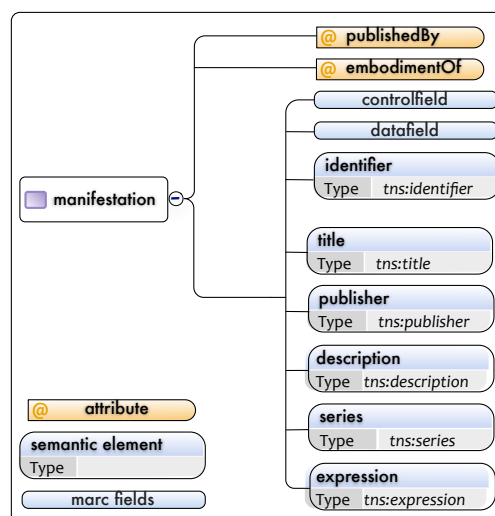 @ publishedBy
@ embodimentOf
controlfield
datafield
identifier
Type tns:identifier
manifestation
title
Type tns:title
publisher
Type tns:publisher
description
Type tns:description
@ attribute
series
Type tns:series
semantic element
Type
expression
Type tns:expression
marc fields